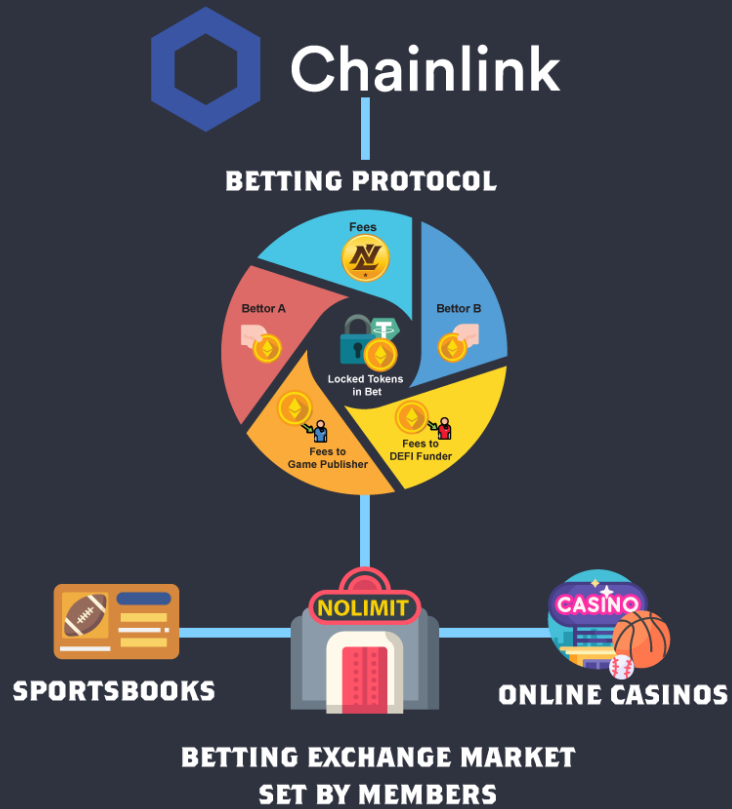 Chainlink
BETTING PROTOCOL
Fees
NL
Bettor A
Bettor B
Locked Tokens
in Bet
Fees to
Game Publisher
Fees to
DEFI Funder
NOLIMIT
CASINO
SPORTSBOOKS
ONLINE CASINOS
BETTING EXCHANGE MARKET
SET BY MEMBERS